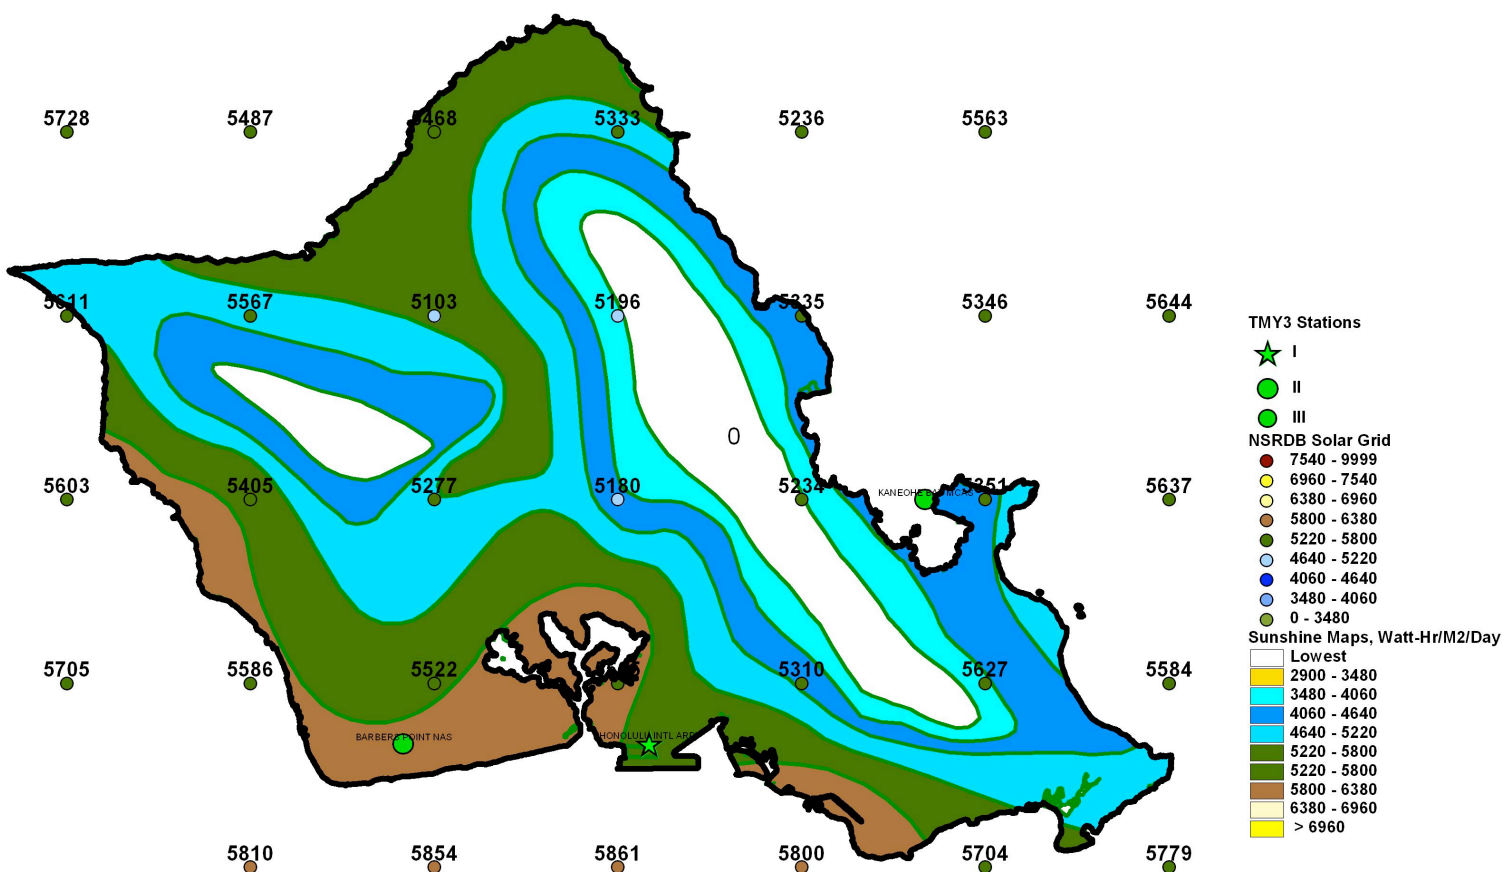 5728 5487 5468 5333 5236 5563
5611 5567 5103 5196 5335 5346 5644
TMY3 Stations
I
II
III
0
NSRDB Solar Grid
7540 - 9999
6960 - 7540
6380 - 6960
5800 - 6380
5220 - 5800
4640 - 5220
4060 - 4640
3480 - 4060
0 - 3480
5603 5405 5277 5180 5234 5351 5637
KANEOHE BAY MCAS
Sunshine Maps, Watt-Hr/M2/Day
Lowest
2900 - 3480
3480 - 4060
4060 - 4640
4640 - 5220
5220 - 5800
5220 - 5800
5800 - 6380
6380 - 6960
> 6960
5705 5586 5522 5310 5627 5584
BARBERS POINT NAS
HONOLULU INTL ARPT
5810 5854 5861 5800 5704 5779